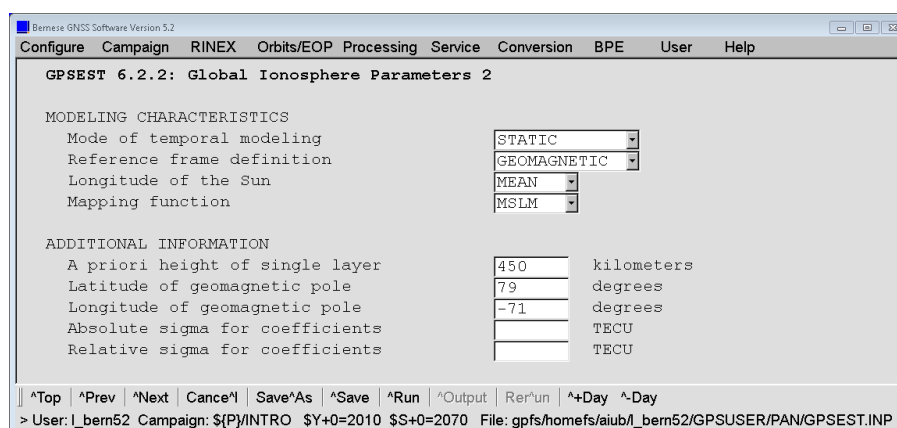 Bernese GNSS Software Version 5.2
Configure Campaign RINEX Orbits/EOP Processing Service Conversion BPE User Help
GPSEST 6.2.2: Global Ionosphere Parameters 2
MODELING CHARACTERISTICS
Mode of temporal modeling STATIC
Reference frame definition GEOMAGNETIC
Longitude of the Sun MEAN
Mapping function MSLM
ADDITIONAL INFORMATION
A priori height of single layer 450 kilometers
Latitude of geomagnetic pole 79 degrees
Longitude of geomagnetic pole -71 degrees
Absolute sigma for coefficients TECU
Relative sigma for coefficients TECU
^Top | ^Prev | ^Next | Cance^l | Save^As | ^Save | ^Run | ^Output | Rer^un | ^+Day ^-Day
> User: l_bern52 Campaign: ${P}/INTRO $Y+0=2010 $S+0=2070 File: gpfs/homefs/aiub/l_bern52/GPSUSER/PAN/GPSEST.INP